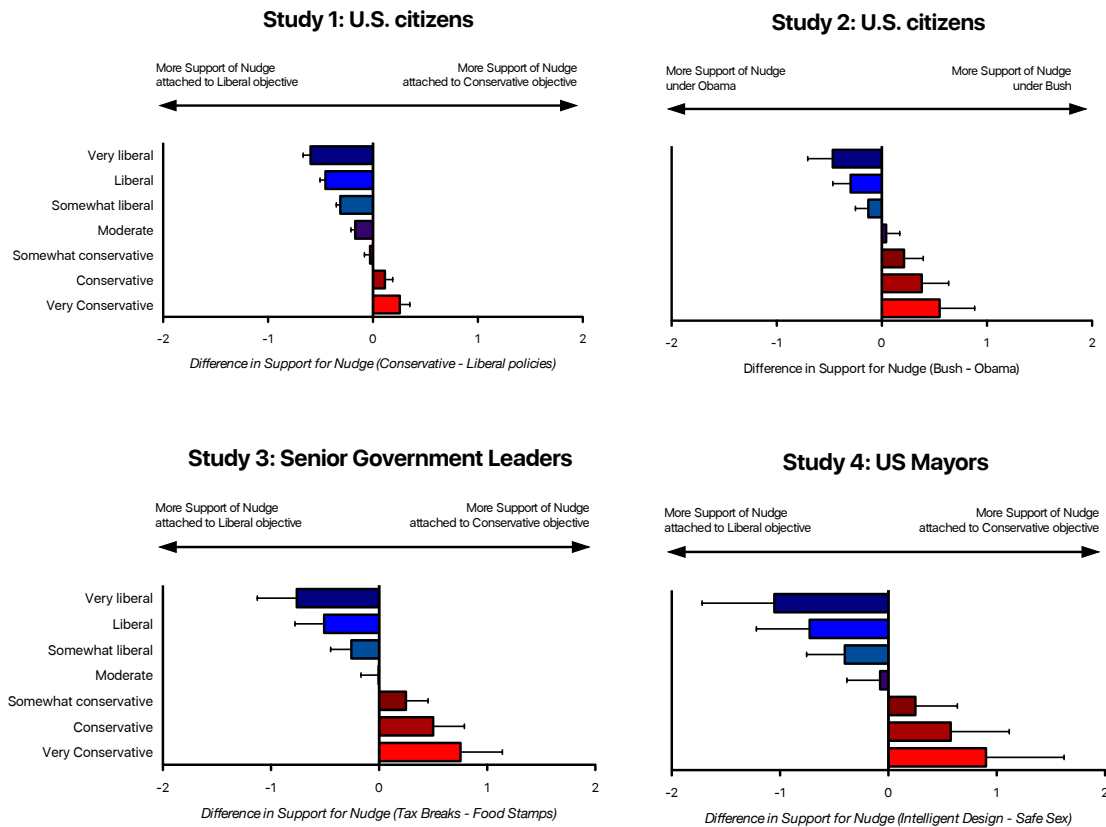 Study 1: U.S. citizens
More Support of Nudge
attached to Liberal objective
More Support of Nudge
attached to Conservative objective
Very liberal
Liberal
Somewhat liberal
Moderate
Somewhat conservative
Conservative
Very Conservative
-2 -1 0 1 2
Difference in Support for Nudge (Conservative - Liberal policies)
Study 2: U.S. citizens
More Support of Nudge
under Obama
More Support of Nudge
under Bush
-2 -1 0 1 2
Difference in Support for Nudge (Bush - Obama)
Study 3: Senior Government Leaders
More Support of Nudge
attached to Liberal objective
More Support of Nudge
attached to Conservative objective
Very liberal
Liberal
Somewhat liberal
Moderate
Somewhat conservative
Conservative
Very Conservative
-2 -1 0 1 2
Difference in Support for Nudge (Tax Breaks - Food Stamps)
Study 4: US Mayors
More Support of Nudge
attached to Liberal objective
More Support of Nudge
attached to Conservative objective
-2 -1 0 1 2
Difference in Support for Nudge (Intelligent Design - Safe Sex)